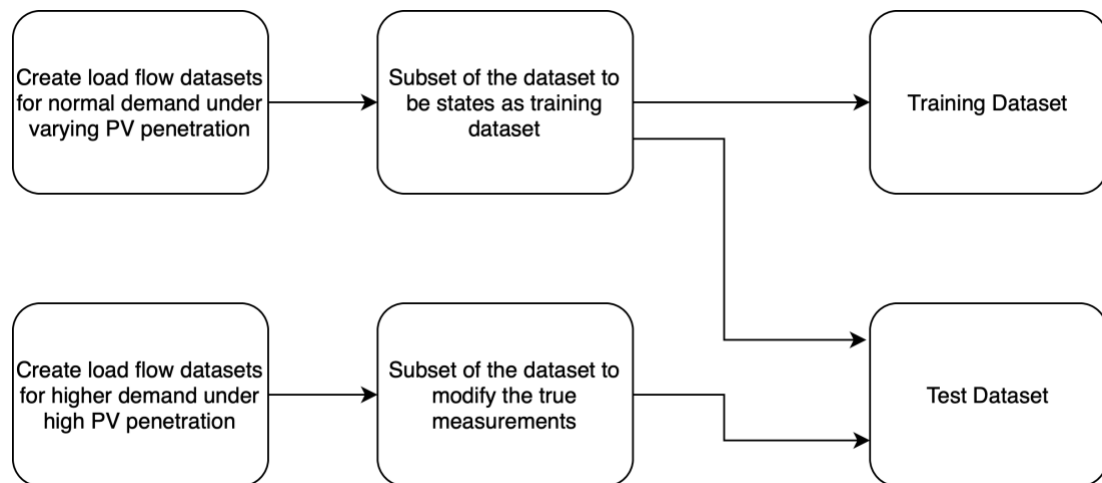 Create load flow datasets
for normal demand under
varying PV penetration
Subset of the dataset to
be states as training
dataset
Training Dataset
Create load flow datasets
for higher demand under
high PV penetration
Subset of the dataset to
modify the true
measurements
Test Dataset